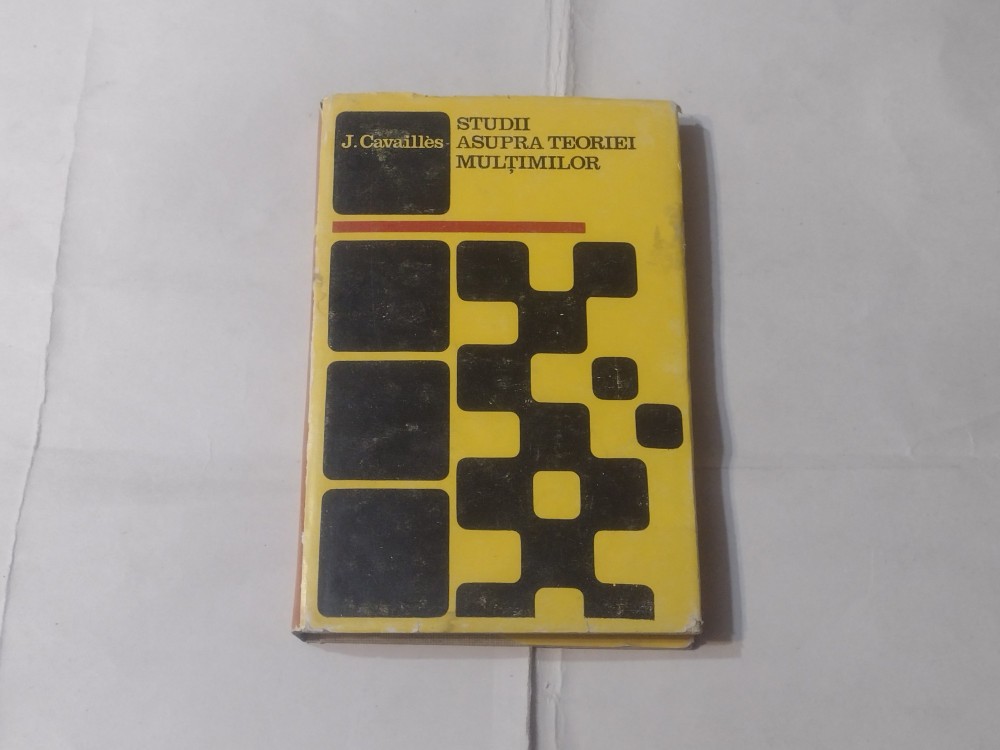 J. Cavaillès
STUDII
ASUPRA TEORIEI
MULȚIMILOR